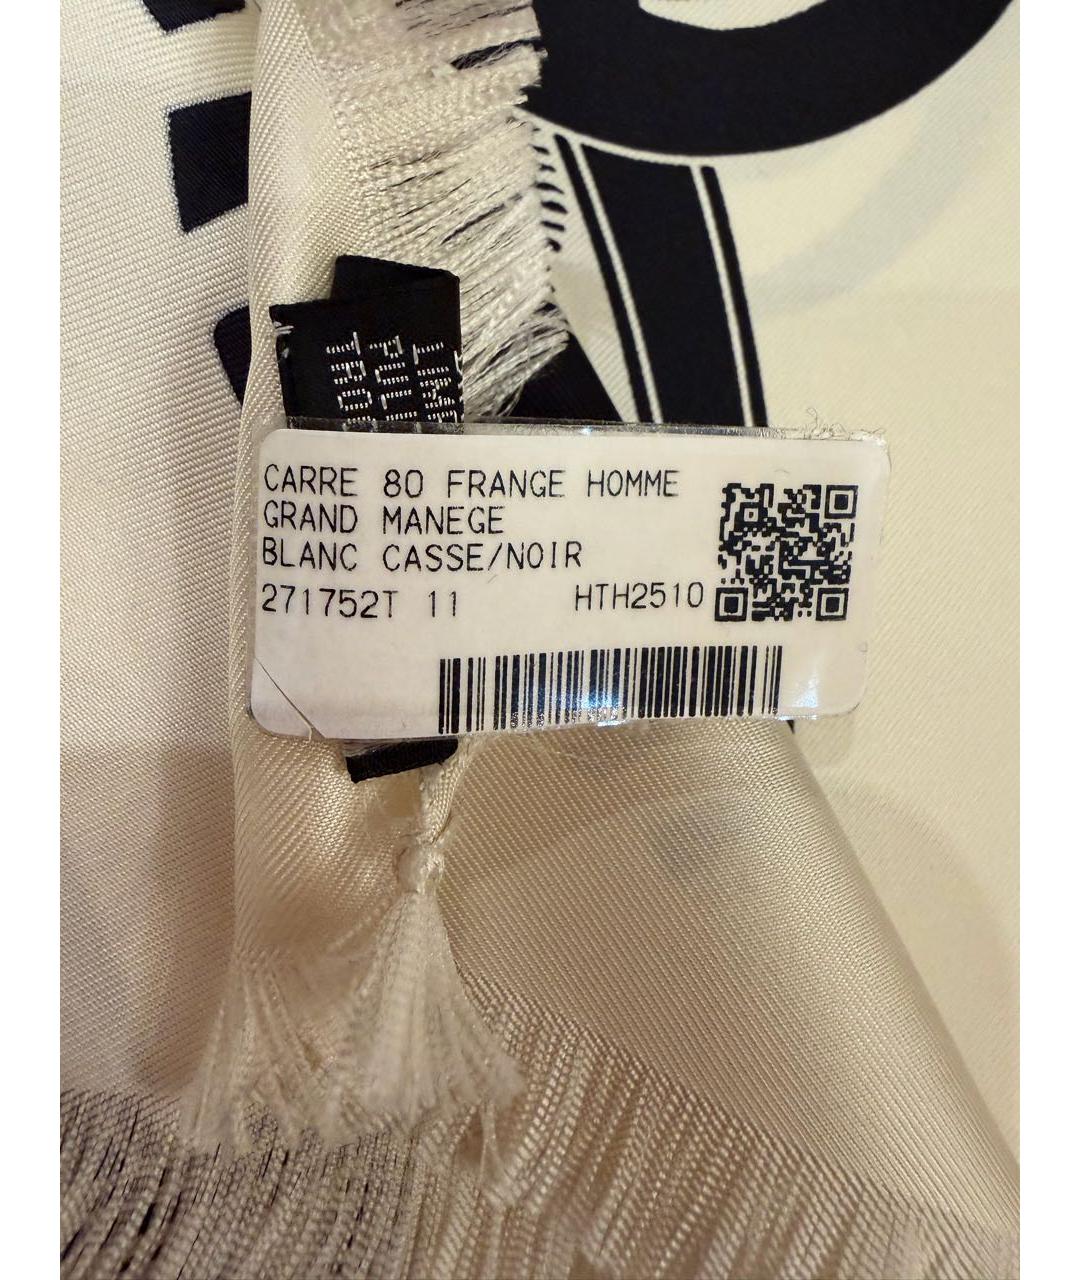 CARRE 80 FRANGE HOMME
GRAND MANEGE
BLANC CASSE/NOIR
271752T 11 HTH2510